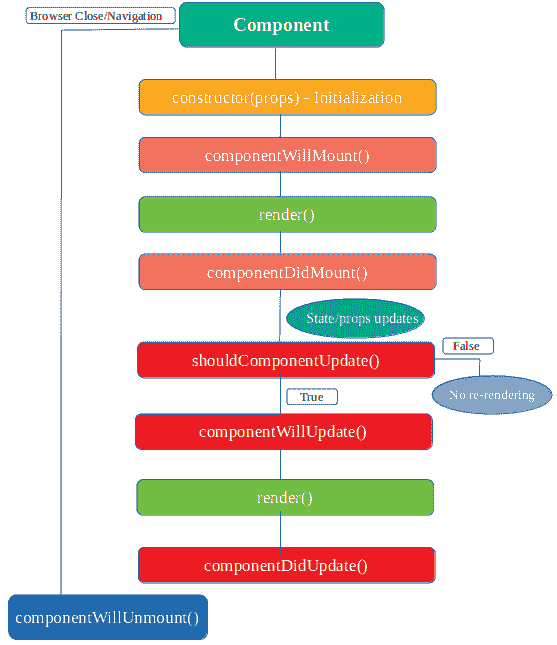 Browser Close/Navigation
Component
constructor(props) - Initialization
componentWillMount()
render()
componentDidMount()
State/props updates
shouldComponentUpdate()
False
No re-rendering
True
componentWillUpdate()
render()
componentDidUpdate()
componentWillUnmount()